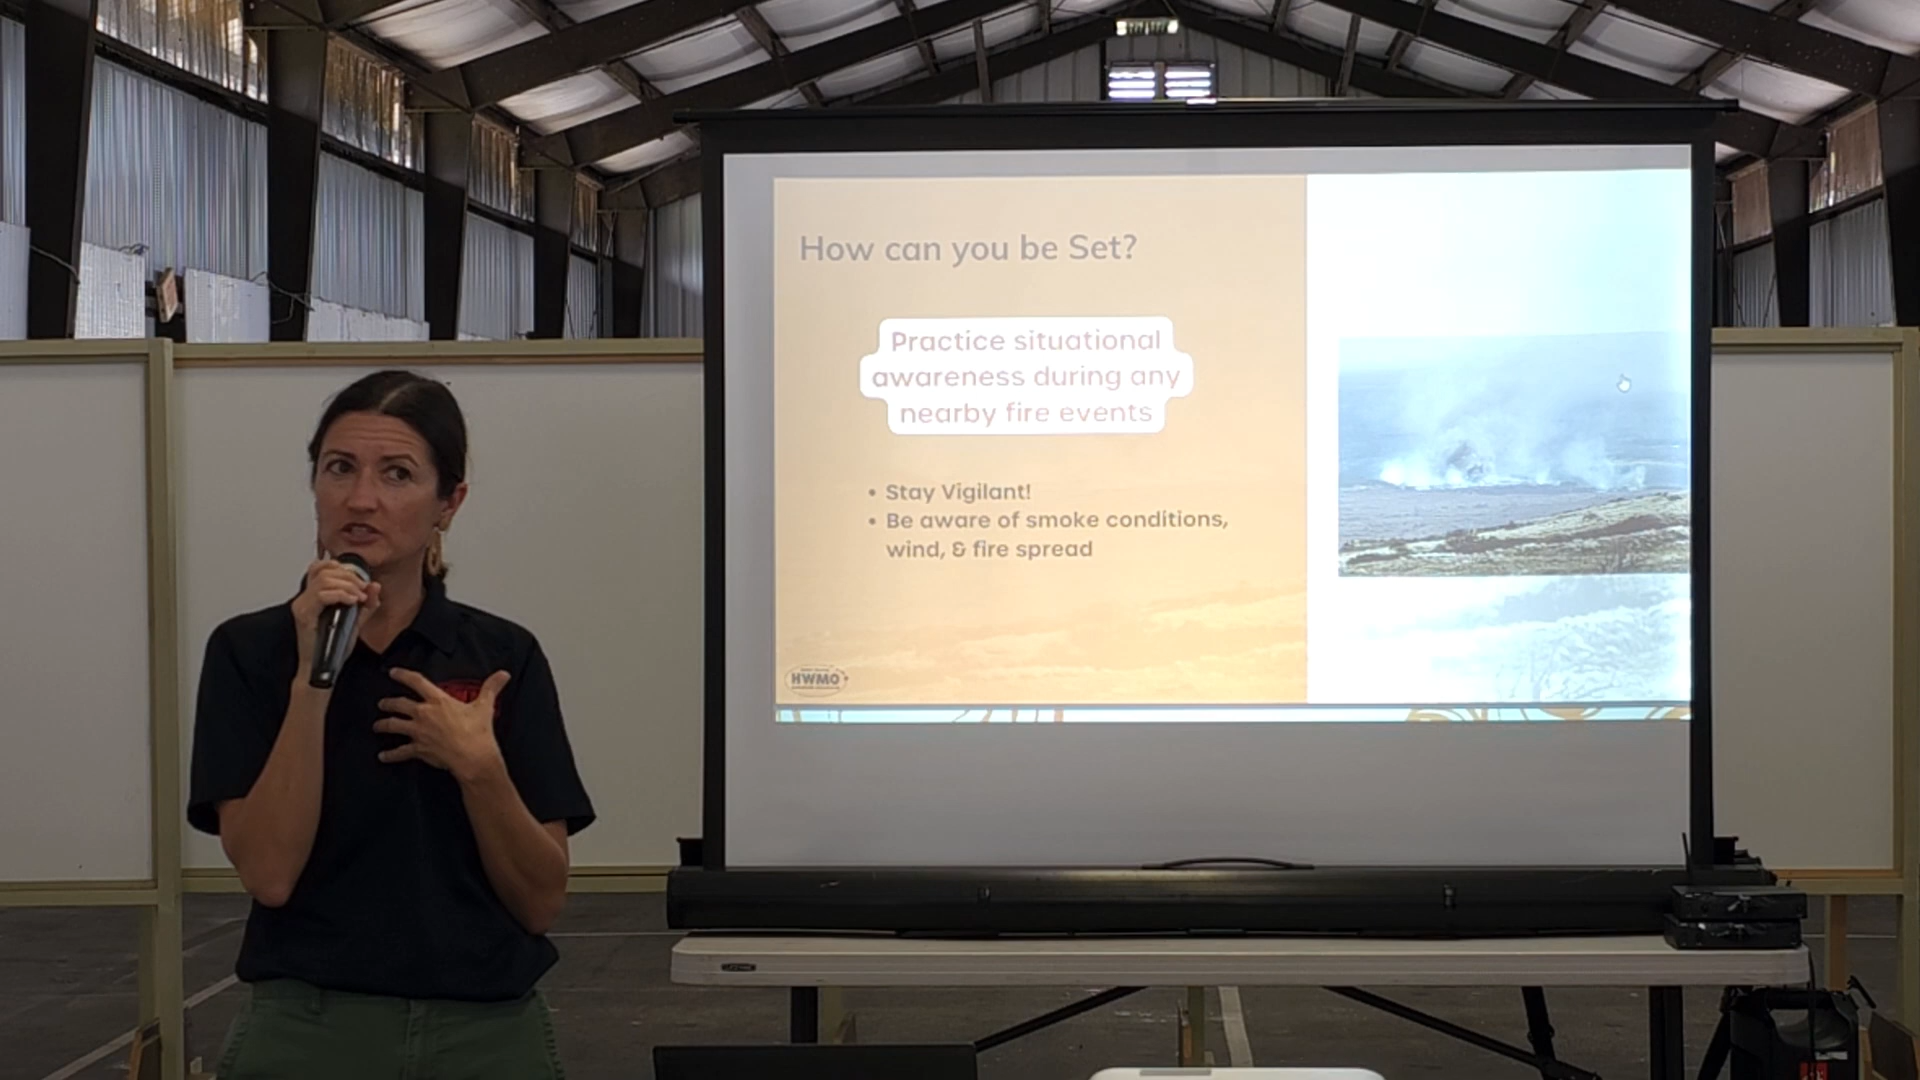 How can you be Set?
Practice situational
awareness during any
nearby fire events
• Stay Vigilant!
• Be aware of smoke conditions,
wind, & fire spread
HWMO